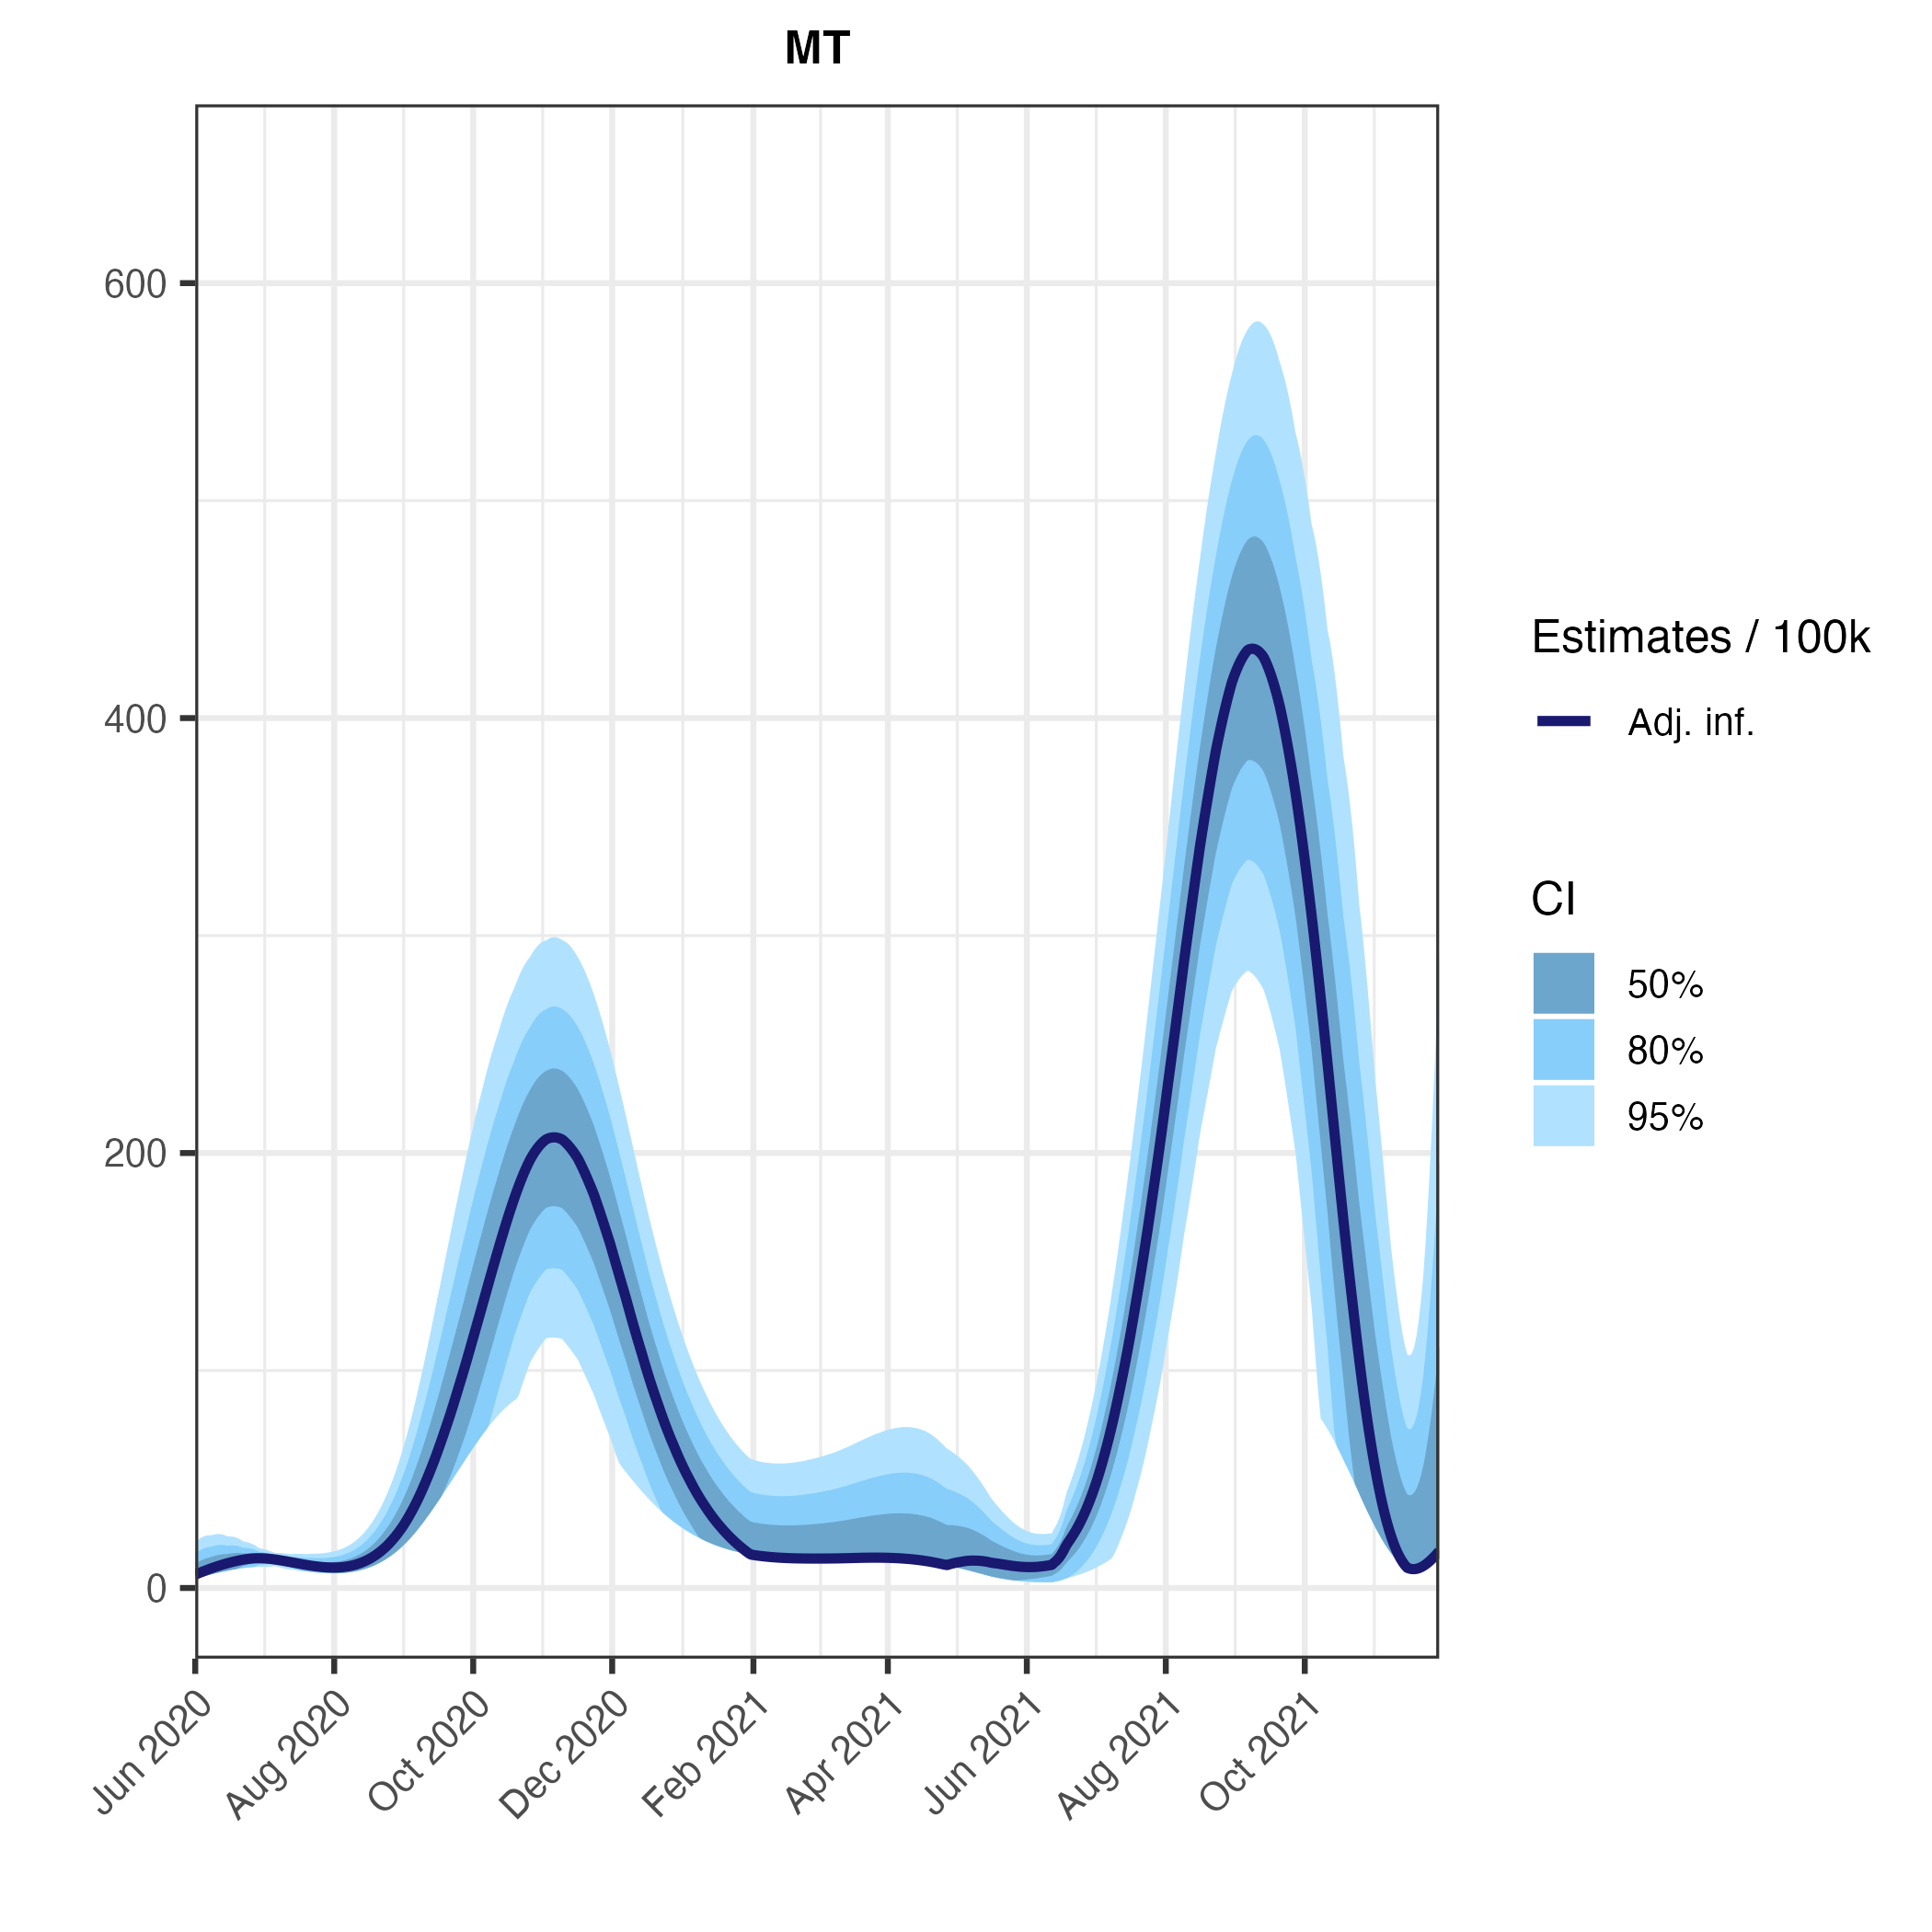 MT
600
400
200
0
Jun 2020
Aug 2020
Oct 2020
Dec 2020
Feb 2021
Apr 2021
Jun 2021
Aug 2021
Oct 2021
Estimates / 100k
Adj. inf.
CI
50%
80%
95%